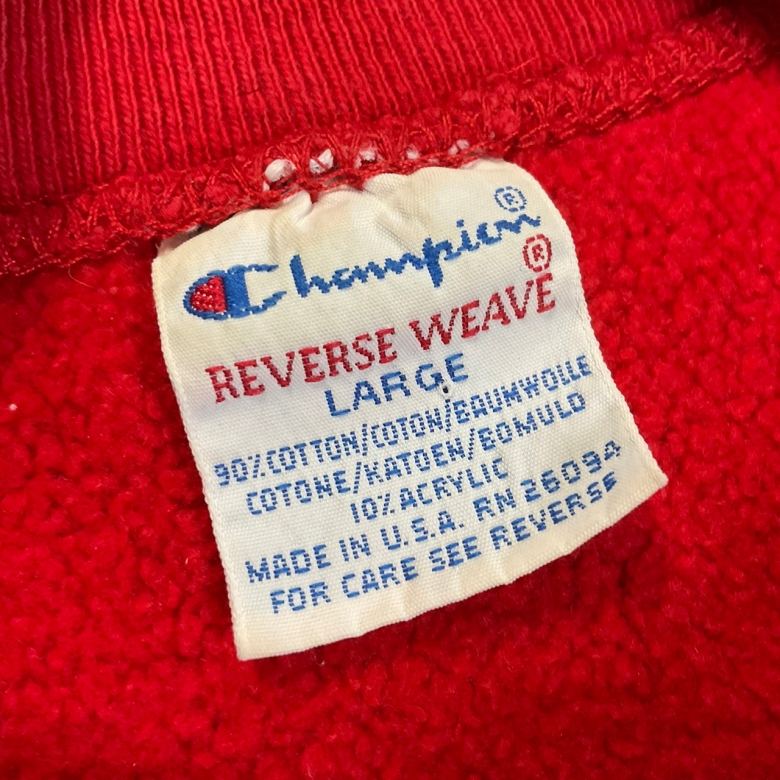 Champion®
REVERSE WEAVE®
LARGE
90%COTTON/COTON/BAUMWOLLE
COTONE/KATOEN/BOMULD
10%ACRYLIC
MADE IN U.S.A. RN 26094
FOR CARE SEE REVERSE